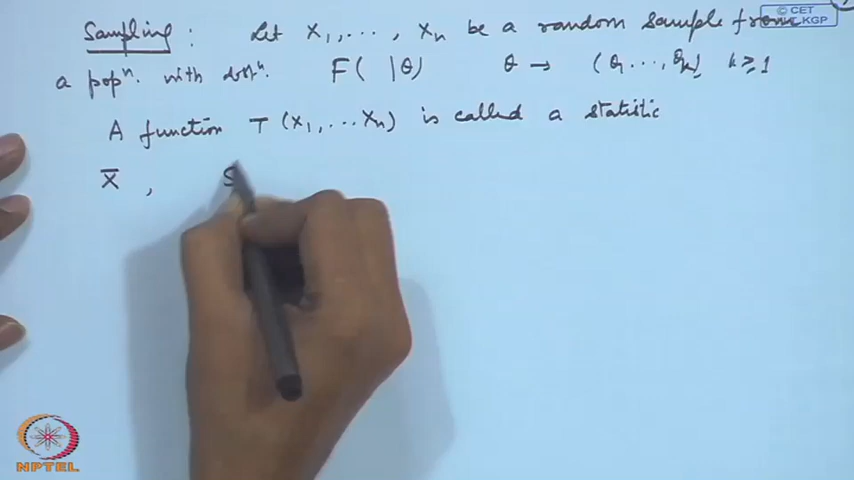 Sampling : Let X₁, ..., Xₙ be a random sample from
a popⁿ. with distⁿ. F( |θ) θ → (θ₁ ..., θₖ) k ≥ 1
A function T (X₁, ... Xₙ) is called a statistic
X̄ , S
© CET
KGP
NPTEL